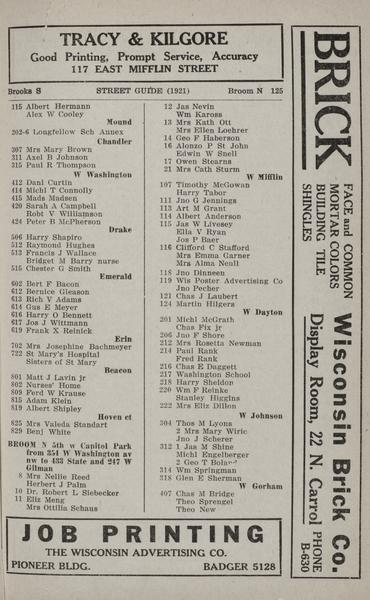 TRACY & KILGORE
Good Printing, Prompt Service, Accuracy
117 EAST MIFFLIN STREET
Brooks S STREET GUIDE (1921) Broom N 125
115 Albert Hermann
Alex W Cooley
Mound
202-6 Longfellow Sch Annex
Chandler
307 Mrs Mary Brown
311 Axel B Johnson
315 Paul R Thompson
W Washington
412 Danl Curtin
414 Michl T Connolly
415 Mads Madsen
420 Sarah A Campbell
Robt V Williamson
424 Peter B McPherson
Drake
506 Harry Shapiro
512 Raymond Hughes
513 Francis J Wallace
Bridget M Barry nurse
515 Chester G Smith
Emerald
602 Bert F Bacon
612 Bernice Gleason
613 Rich V Adams
614 Gus E Meyer
616 Harry O Bennett
617 Jos J Wittmann
619 Frank X Reinick
Erin
702 Mrs Josephine Bachmeyer
722 St Mary's Hospital
Sisters of St Mary
Beacon
801 Matt J Lavin jr
802 Nurses' Home
809 Ferd W Krause
815 Adam Klein
819 Albert Shipley
Hoven ct
825 Mrs Valeda Standart
829 Benj White
BROOM N 5th w Capitol Park
from 351 W Washington av
nw to 433 State and 247 W
Gilman
8 Mrs Nellie Reed
Herbert J Palm
10 Dr. Robert L Siebecker
11 Eliz Meng
Mrs Ottilia Schaus
12 Jas Nevin
Wm Kaross
13 Mrs Kath Ott
Mrs Ellen Loehrer
14 Geo F Haberson
16 Alonzo P St John
Edwin W Snell
17 Owen Stearns
21 Mrs Cath Sturm
W Mifflin
107 Timothy McGowan
Harry Tabor
111 Jno G Jennings
113 Art M Grant
114 Albert Anderson
115 Jas W Livesey
Ella V Ryan
Jos P Baer
116 Clifford C Stafford
Mrs Emma Garner
Mrs Alma Neull
118 Jno Dinneen
119 Wis Poster Advertising Co
Jno Pecher
121 Chas J Laubert
124 Martin Hilgers
W Dayton
201 Michl McGrath
Chas Fix jr
206 Jno F Shore
212 Mrs Rosetta Newman
214 Paul Rank
Fred Rank
216 Chas E Daggett
217 Washington School
218 Harry Sheldon
220 Wm F Reinke
Stanley Higgins
222 Mrs Eliz Dillon
W Johnson
304 Thos M Lyons
2 Mrs Mary Wiric
Jno J Scherer
312 1 Jas M Shine
Michl Engelberger
2 Geo T
314 Wm Springman
318 Glen E Sherman
W Gorham
407 Chas M Bridge
Theo Sprengel
Theo New
BRICK
FACE and COMMON
MORTAR COLORS
BUILDING TILE
SHINGLES
Wisconsin Brick Co.
Display Room, 22 N. Carrol
PHONE
B-630
JOB PRINTING
THE WISCONSIN ADVERTISING CO.
PIONEER BLDG. BADGER 5128